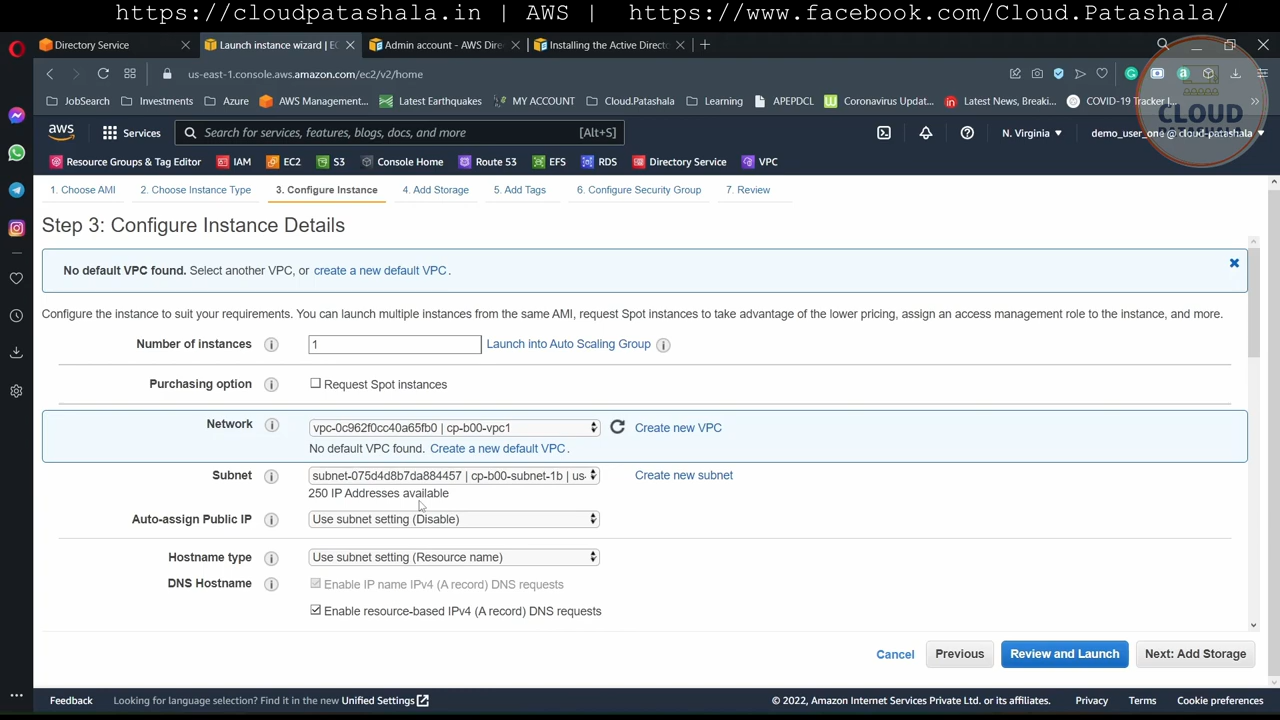 https://cloudpatashala.in | AWS | https://www.facebook.com/Cloud.Patashala/
Directory Service
Launch instance wizard | EC
Admin account - AWS Dire
Installing the Active Directo
us-east-1.console.aws.amazon.com/ec2/v2/home
JobSearch
Investments
Azure
AWS Management...
Latest Earthquakes
MY ACCOUNT
Cloud.Patashala
Learning
APEPDCL
Coronavirus Updat...
Latest News, Breaki...
COVID-19 Tracker |
CLOUD
PATASHALA
aws
Services
Search for services, features, blogs, docs, and more
[Alt+S]
N. Virginia
demo_user_one @ cloud-patashala
Resource Groups & Tag Editor
IAM
EC2
S3
Console Home
Route 53
EFS
RDS
Directory Service
VPC
1. Choose AMI
2. Choose Instance Type
3. Configure Instance
4. Add Storage
5. Add Tags
6. Configure Security Group
7. Review
Step 3: Configure Instance Details
No default VPC found. Select another VPC, or create a new default VPC.
Configure the instance to suit your requirements. You can launch multiple instances from the same AMI, request Spot instances to take advantage of the lower pricing, assign an access management role to the instance, and more.
Number of instances
1
Launch into Auto Scaling Group
Purchasing option
Request Spot instances
Network
vpc-0c962f0cc40a65fb0 | cp-b00-vpc1
Create new VPC
No default VPC found. Create a new default VPC.
Subnet
subnet-075d4d8b7da884457 | cp-b00-subnet-1b | us-
Create new subnet
250 IP Addresses available
Auto-assign Public IP
Use subnet setting (Disable)
Hostname type
Use subnet setting (Resource name)
DNS Hostname
Enable IP name IPv4 (A record) DNS requests
Enable resource-based IPv4 (A record) DNS requests
Cancel
Previous
Review and Launch
Next: Add Storage
Feedback
Looking for language selection? Find it in the new Unified Settings
© 2022, Amazon Internet Services Private Ltd. or its affiliates.
Privacy
Terms
Cookie preferences